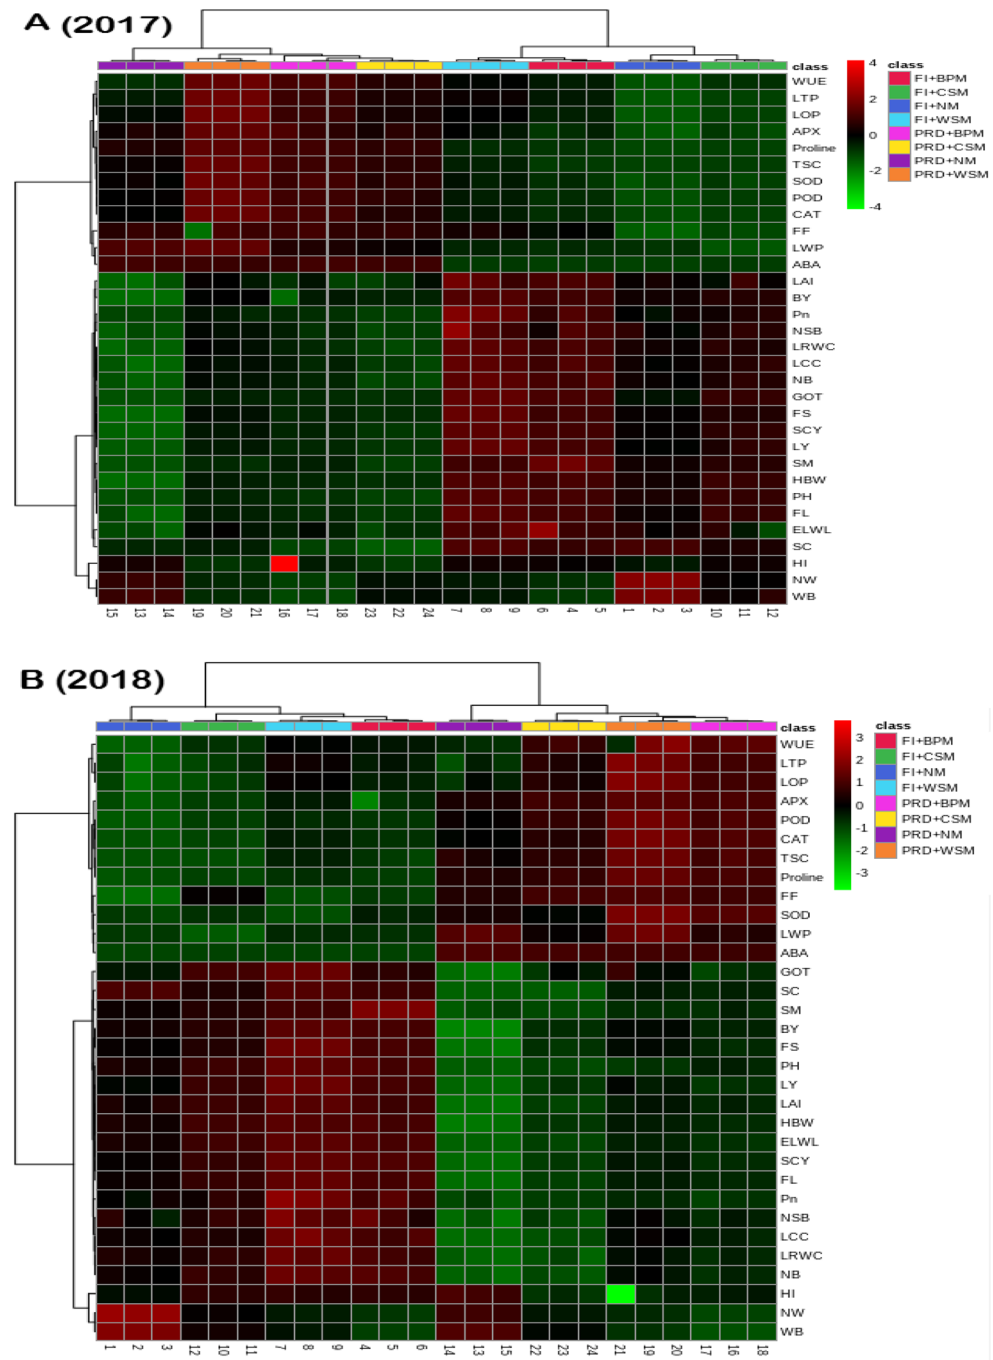 A (2017)
class
WUE
LTP
LOP
APX
Proline
TSC
SOD
POD
CAT
FF
LWP
ABA
LAI
BY
Pn
NSB
LRWC
LCC
NB
GOT
FS
SCY
LY
SM
HBW
PH
FL
ELWL
SC
HI
NW
WB
15 13 14 19 20 21 16 17 18 23 22 24 7 8 9 6 4 5 1 2 3 10 11 12
4
2
0
-2
-4
class
FI+BPM
FI+CSM
FI+NM
FI+WSM
PRD+BPM
PRD+CSM
PRD+NM
PRD+WSM
B (2018)
class
WUE
LTP
LOP
APX
POD
CAT
TSC
Proline
FF
SOD
LWP
ABA
GOT
SC
SM
BY
FS
PH
LY
LAI
HBW
ELWL
SCY
FL
Pn
NSB
LCC
LRWC
NB
HI
NW
WB
1 2 3 12 10 11 7 8 9 4 5 6 14 13 15 22 23 24 21 19 20 17 16 18
3
2
1
0
-1
-2
-3
class
FI+BPM
FI+CSM
FI+NM
FI+WSM
PRD+BPM
PRD+CSM
PRD+NM
PRD+WSM